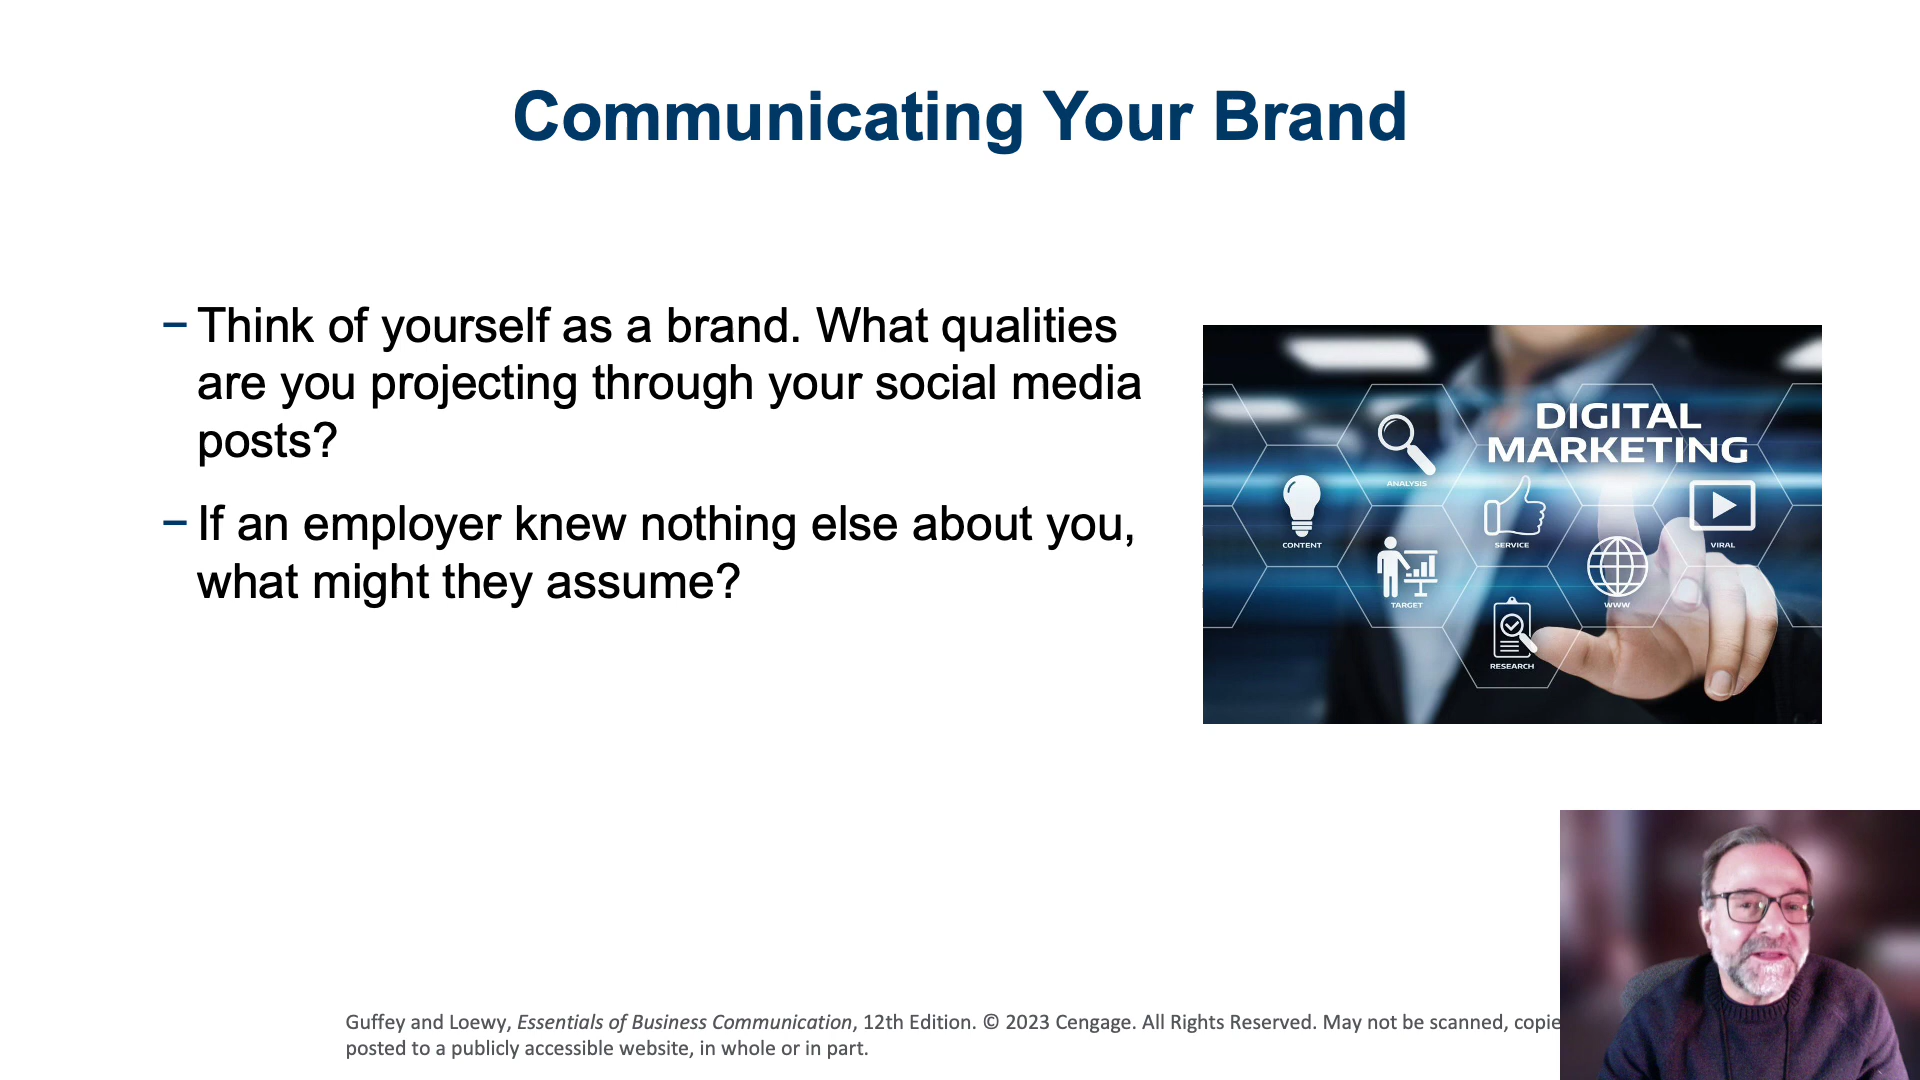 Communicating Your Brand
– Think of yourself as a brand. What qualities
are you projecting through your social media
posts?
– If an employer knew nothing else about you,
what might they assume?
DIGITAL
MARKETING
ANALYSIS
CONTENT
SERVICE
VIRAL
TARGET
WWW
RESEARCH
Guffey and Loewy, Essentials of Business Communication, 12th Edition. © 2023 Cengage. All Rights Reserved. May not be scanned,
posted to a publicly accessible website, in whole or in part.